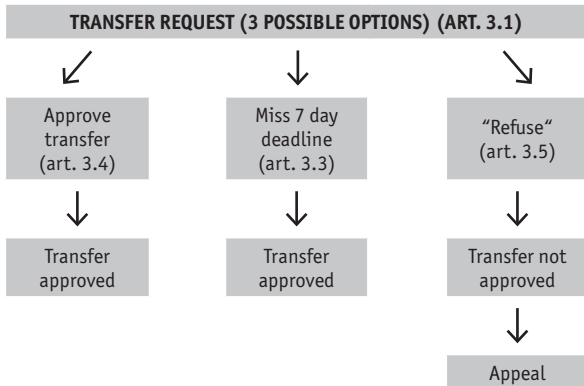 TRANSFER REQUEST (3 POSSIBLE OPTIONS) (ART. 3.1)
Approve
transfer
(art. 3.4)
Miss 7 day
deadline
(art. 3.3)
“Refuse“
(art. 3.5)
Transfer
approved
Transfer
approved
Transfer not
approved
Appeal